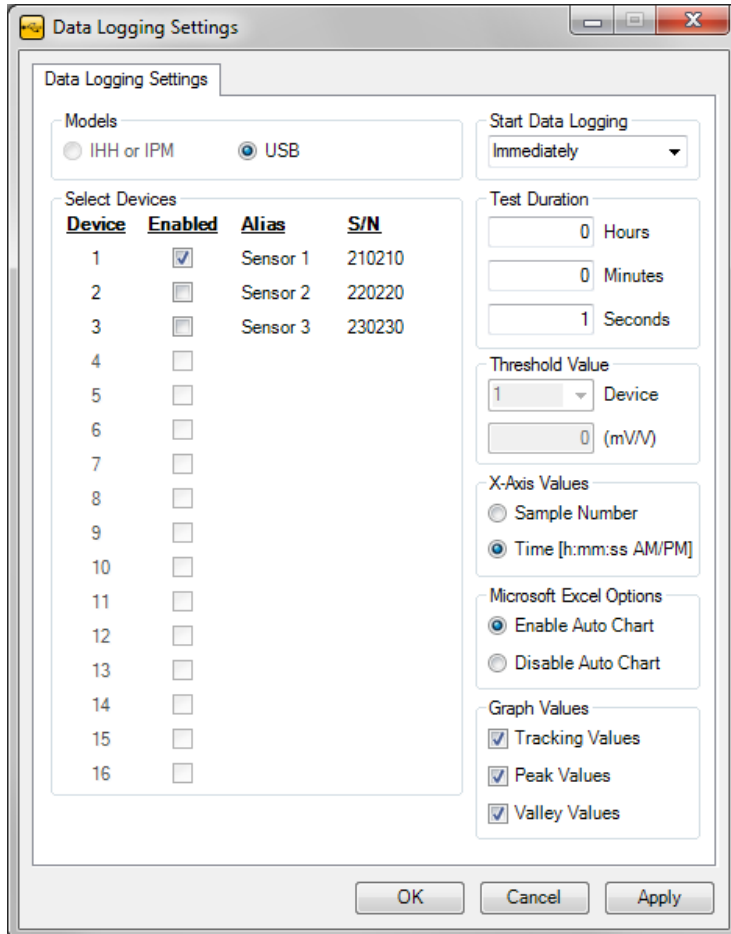 Data Logging Settings
Data Logging Settings
Models
IHH or IPM
USB
Select Devices
Device Enabled Alias S/N
1 Sensor 1 210210
2 Sensor 2 220220
3 Sensor 3 230230
4
5
6
7
8
9
10
11
12
13
14
15
16
Start Data Logging
Immediately
Test Duration
0 Hours
0 Minutes
1 Seconds
Threshold Value
1 Device
0 (mV/V)
X-Axis Values
Sample Number
Time [h:mm:ss AM/PM]
Microsoft Excel Options
Enable Auto Chart
Disable Auto Chart
Graph Values
Tracking Values
Peak Values
Valley Values
OK Cancel Apply